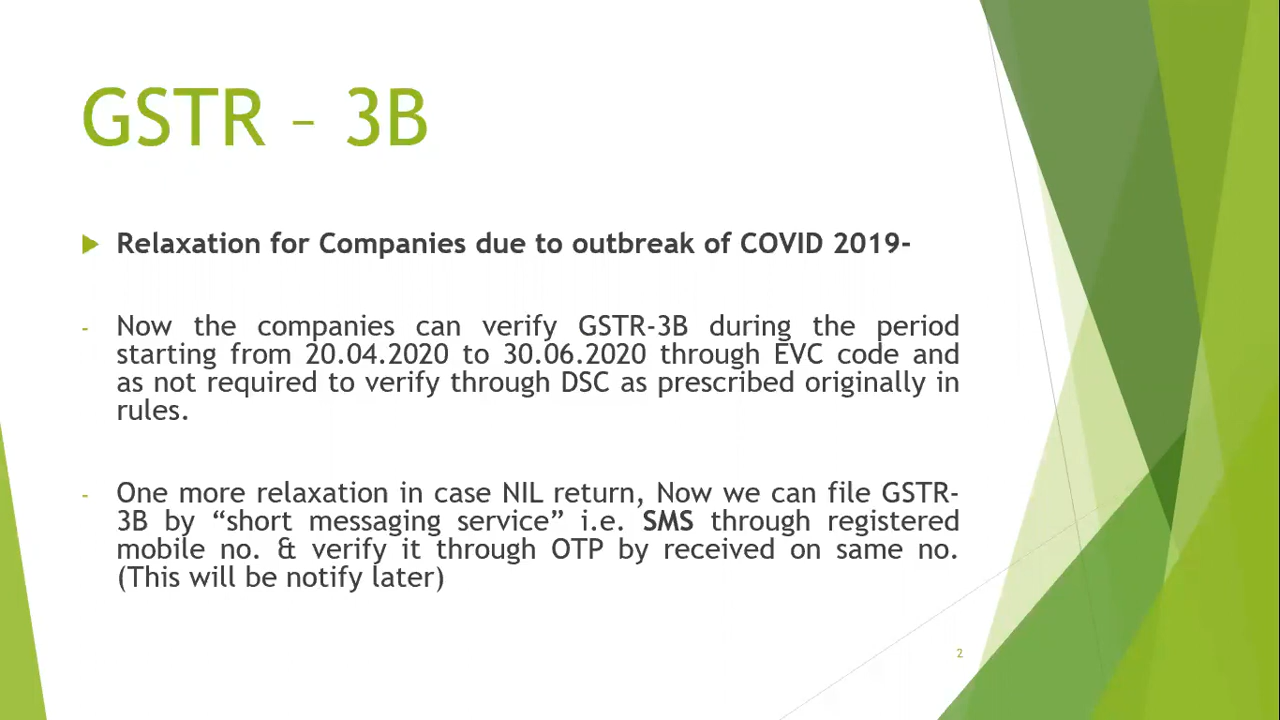 GSTR – 3B
Relaxation for Companies due to outbreak of COVID 2019-
- Now the companies can verify GSTR-3B during the period
starting from 20.04.2020 to 30.06.2020 through EVC code and
as not required to verify through DSC as prescribed originally in
rules.
- One more relaxation in case NIL return, Now we can file GSTR-
3B by “short messaging service” i.e. SMS through registered
mobile no. & verify it through OTP by received on same no.
(This will be notify later)
2